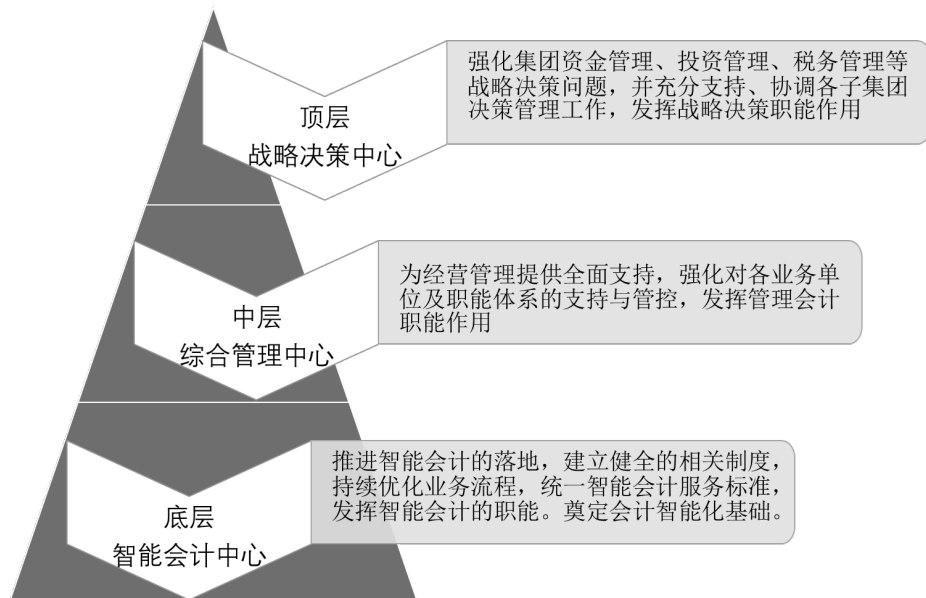 顶层
战略决策中心
强化集团资金管理、投资管理、税务管理等
战略决策问题，并充分支持、协调各子集团
决策管理工作，发挥战略决策职能作用
中层
综合管理中心
为经营管理提供全面支持，强化对各业务单
位及职能体系的支持与管控，发挥管理会计
职能作用
底层
智能会计中心
推进智能会计的落地，建立健全的相关制度，
持续优化业务流程，统一智能会计服务标准，
发挥智能会计的职能。奠定会计智能化基础。